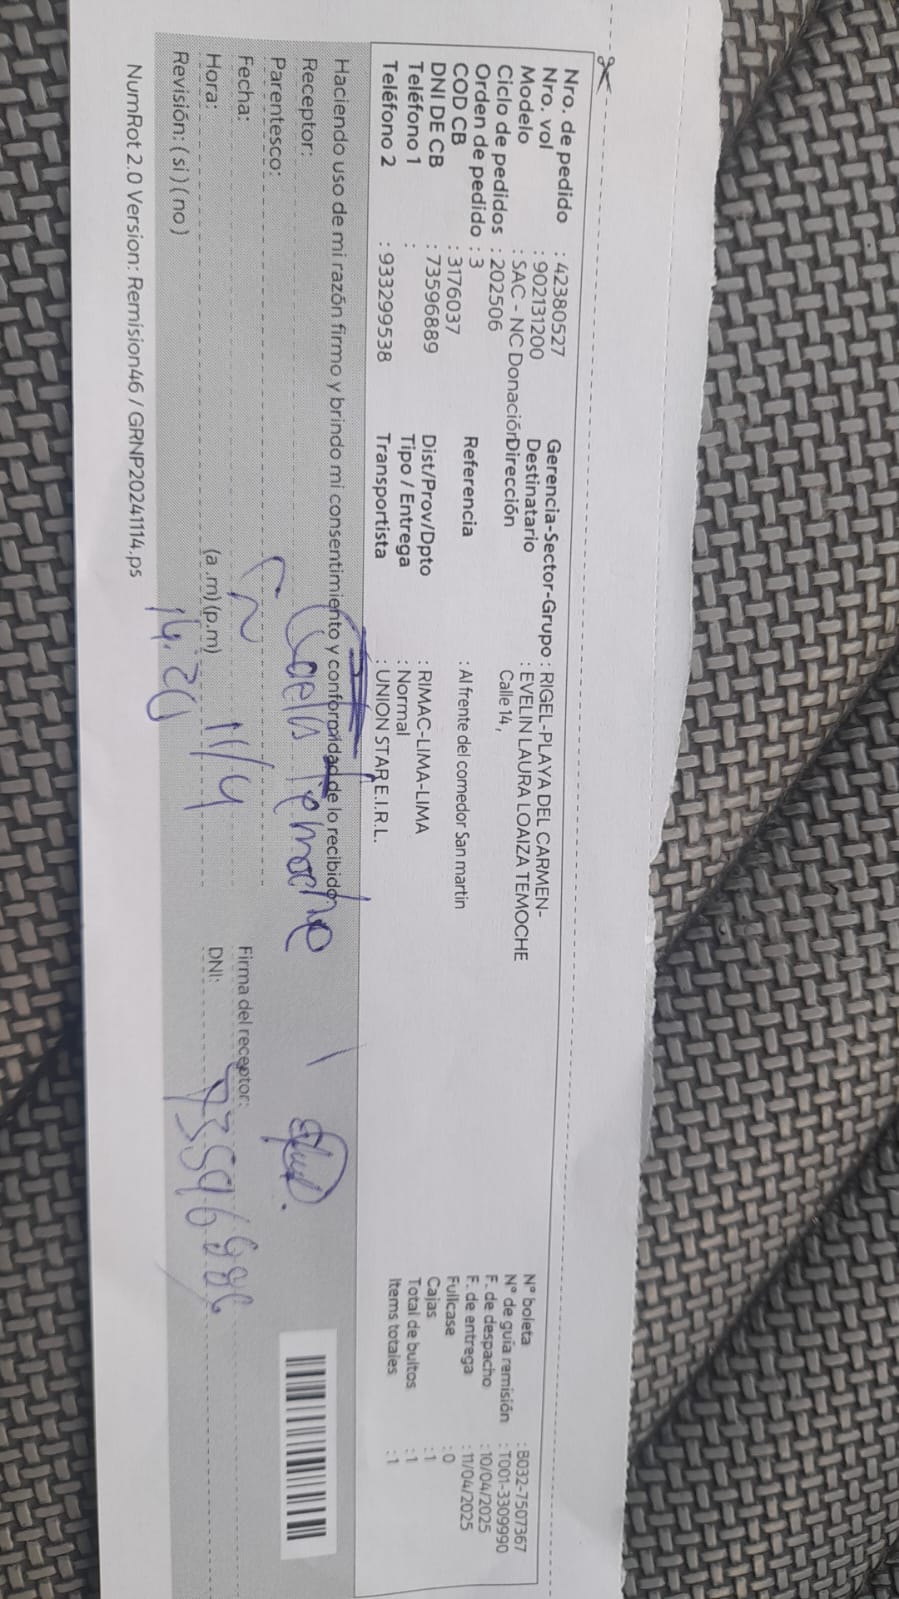 Nro. de pedido : 42380527
Nro. vol : 902131200
Modelo : SAC - NC Donación
Ciclo de pedidos : 202506
Orden de pedido : 3
COD CB : 3176037
DNI DE CB : 73596889
Teléfono 1 :
Teléfono 2 : 933299538
Gerencia-Sector-Grupo : RIGEL-PLAYA DEL CARMEN-
Destinatario : EVELIN LAURA LOAIZA TEMOCHE
Dirección Calle 14,
Referencia : Al frente del comedor San martin
Dist/Prov/Dpto : RIMAC-LIMA-LIMA
Tipo / Entrega : Normal
Transportista : UNION STAR E.I.R.L.
N° boleta : B032-7507367
N° de guía remisión : T001-3309990
F. de despacho : 10/04/2025
F. de entrega : 11/04/2025
Fullcase : 0
Cajas : 1
Total de bultos : 1
Items totales : 1
Haciendo uso de mi razón firmo y brindo mi consentimiento y conformidad de lo recibido.
Receptor: Temoche
Parentesco:
Fecha: 11/4
Firma del receptor:
Hora: (a .m) (p.m)
DNI:
Revisión: ( si ) ( no )
NumRot 2.0 Version: Remision46 / GRNP20241114.ps